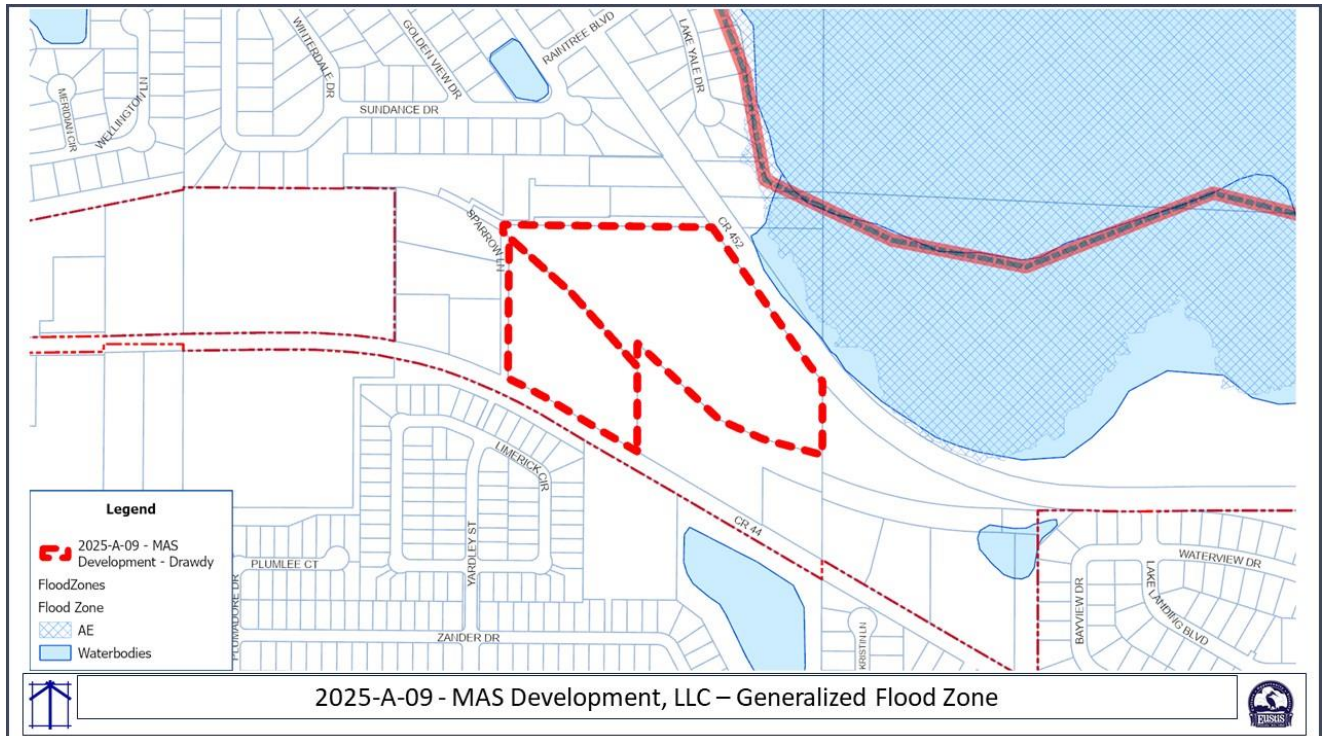 WINTERDALE DR
GOLDEN VIEW DR
RAINTREE BLVD
LAKE YALE DR
MERIDIAN CIR
WELLINGTON LN
SUNDANCE DR
SPARROW LN
CR 452
LIMERICK CIR
YARDLEY ST
CR 44
PLUMLEE CT
PLUMADORE DR
ZANDER DR
KRISTIN LN
BAYVIEW DR
WATERVIEW DR
LAKE LANDING BLVD
Legend
2025-A-09 - MAS
Development - Drawdy
FloodZones
Flood Zone
AE
Waterbodies
2025-A-09 - MAS Development, LLC – Generalized Flood Zone